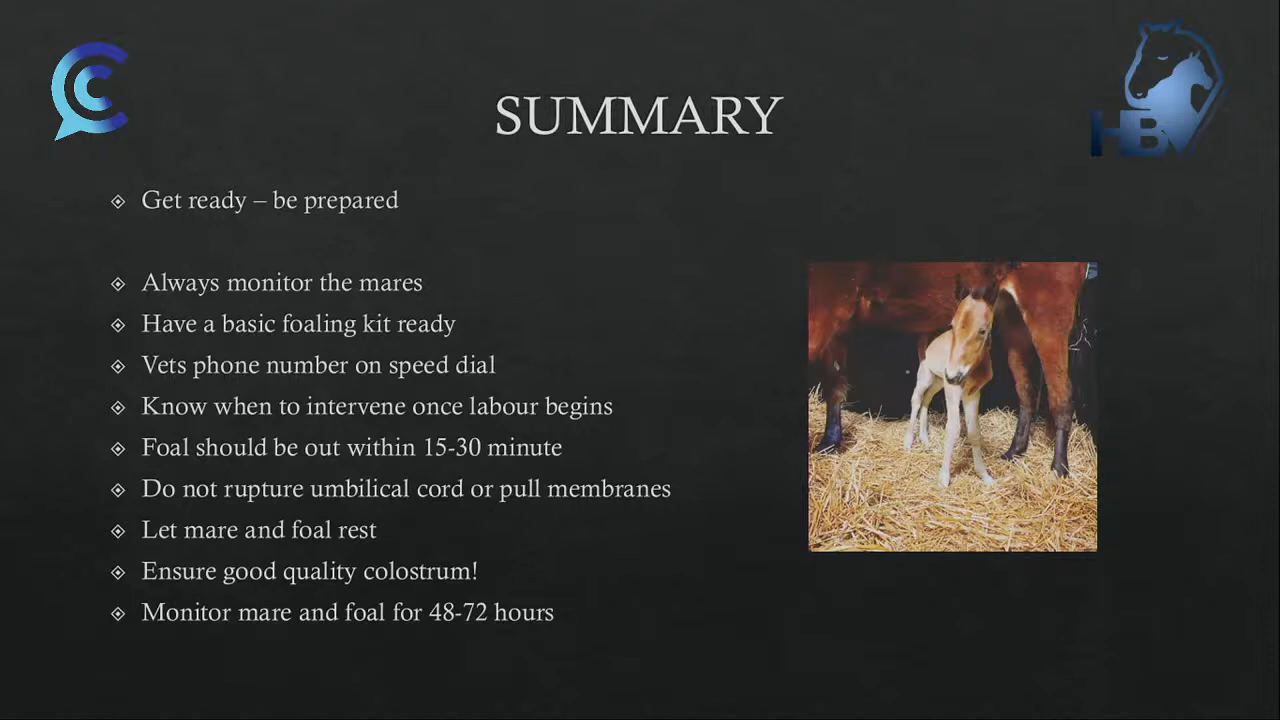 SUMMARY
Get ready – be prepared
Always monitor the mares
Have a basic foaling kit ready
Vets phone number on speed dial
Know when to intervene once labour begins
Foal should be out within 15-30 minute
Do not rupture umbilical cord or pull membranes
Let mare and foal rest
Ensure good quality colostrum!
Monitor mare and foal for 48-72 hours
HBV